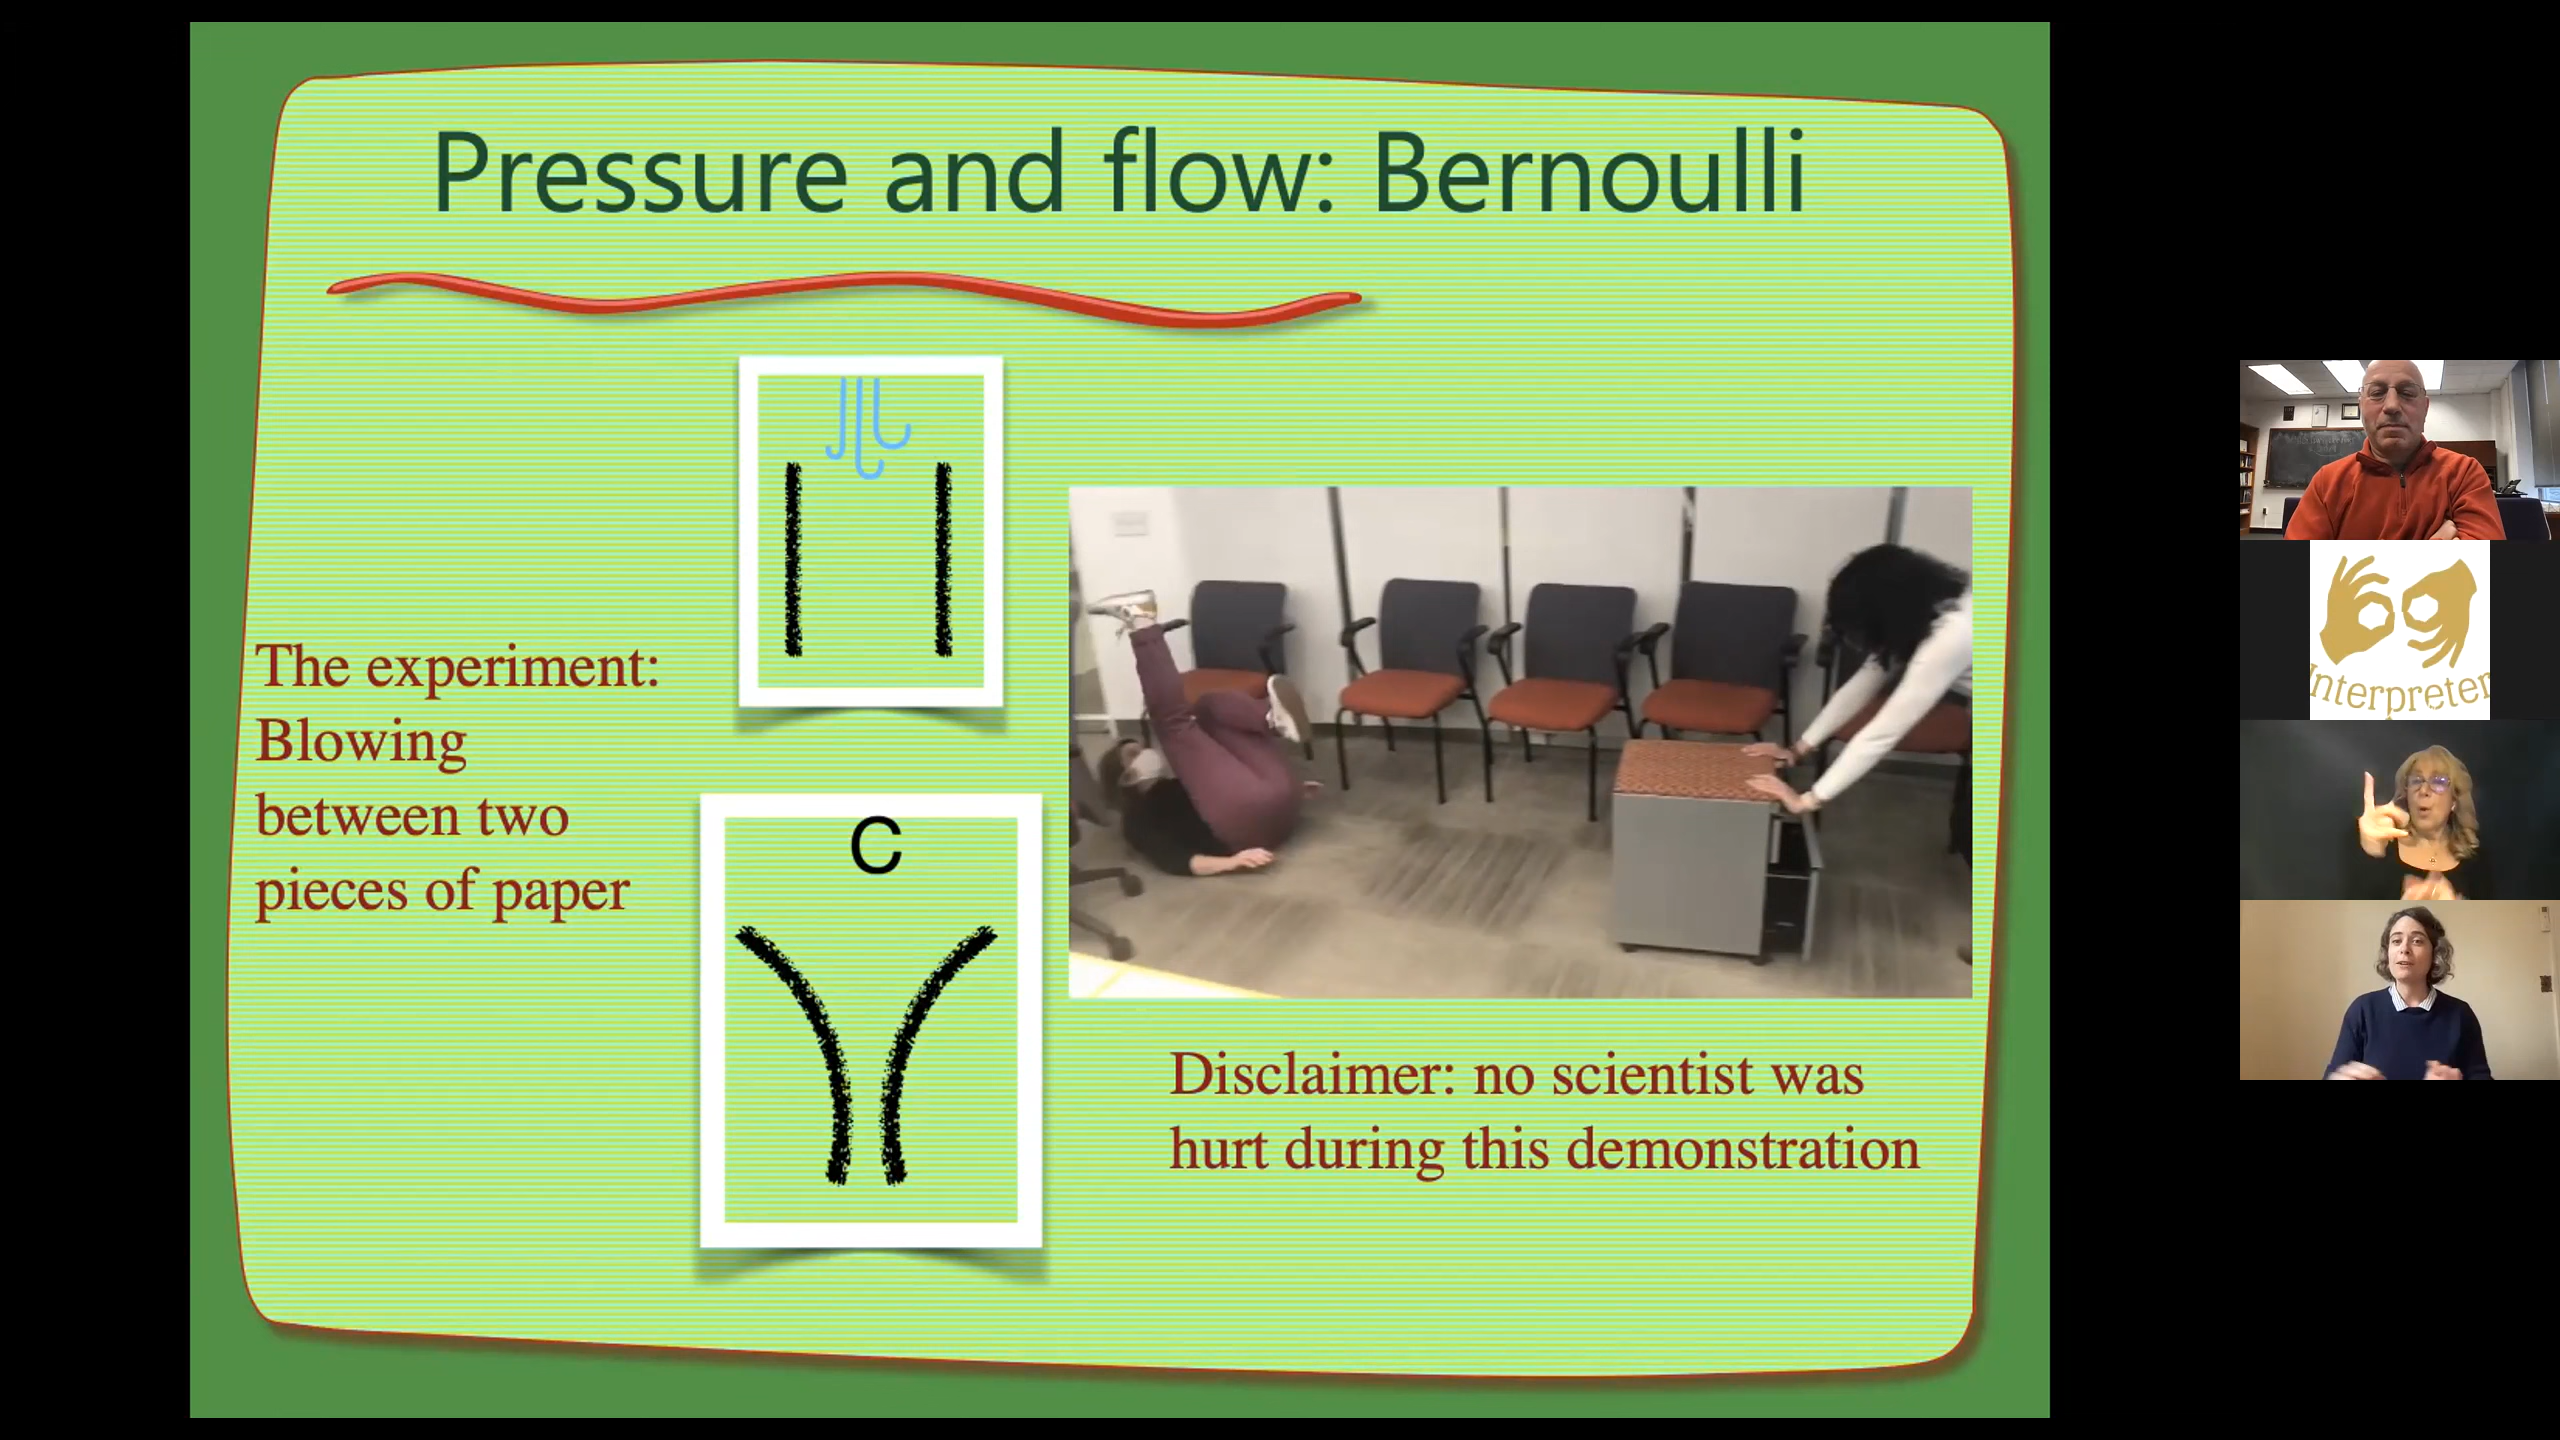 Pressure and flow: Bernoulli
The experiment:
Blowing
between two
pieces of paper
C
Disclaimer: no scientist was
hurt during this demonstration
Interpreter